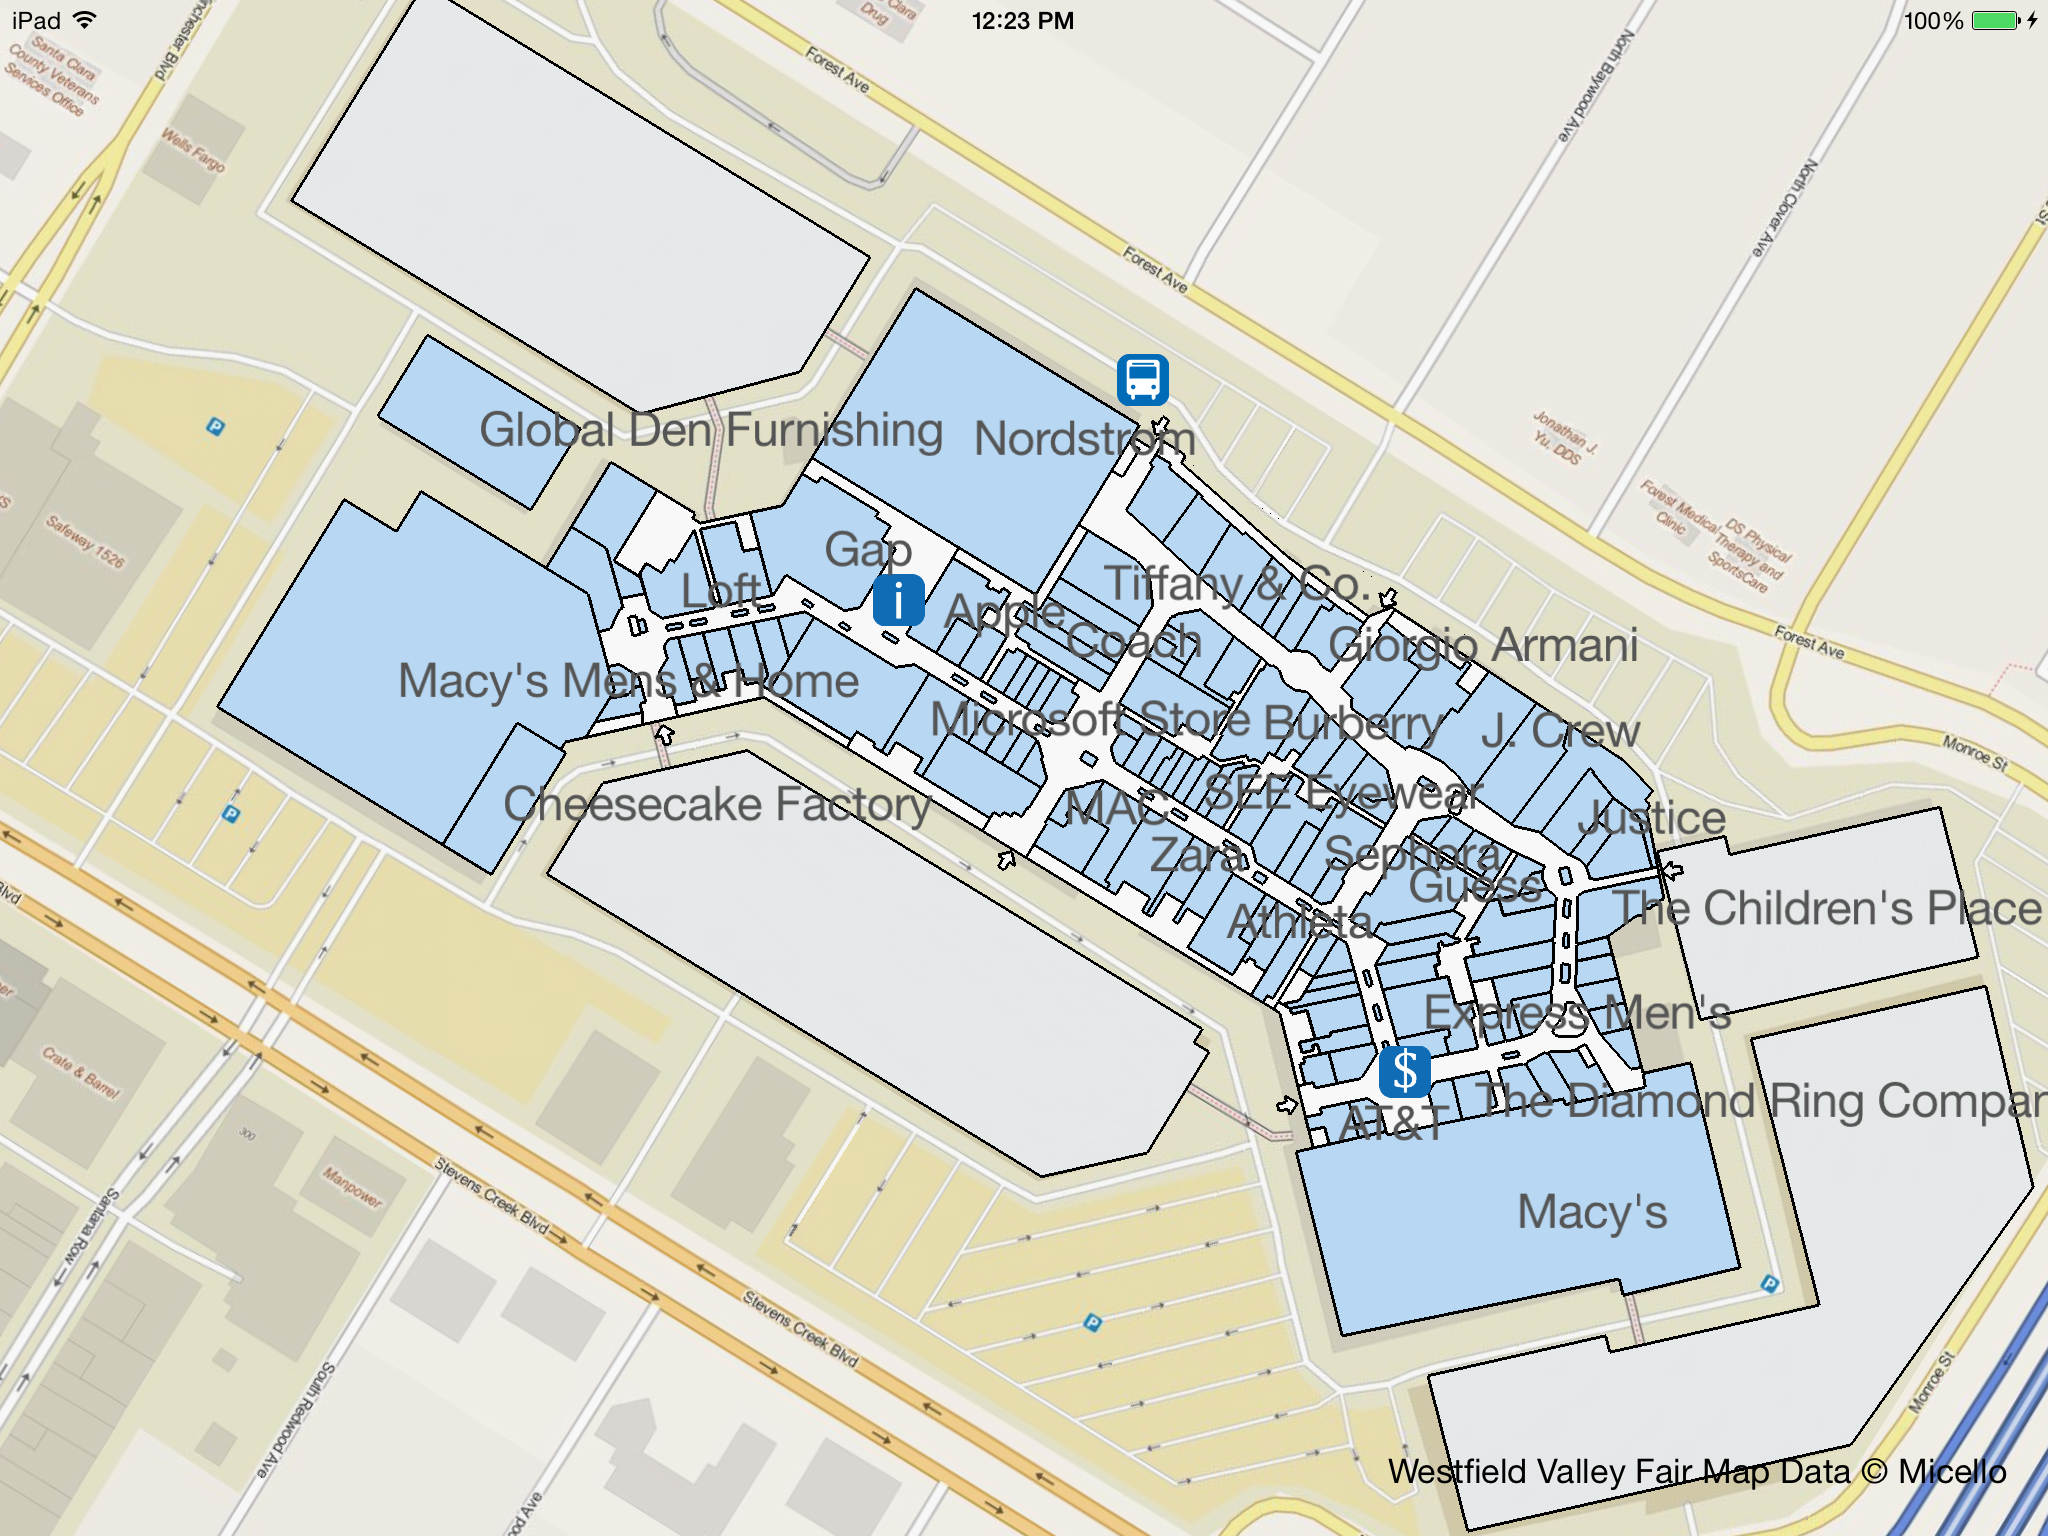 iPad
12:23 PM
100%
Santa Clara
County Veterans
Services Office
Drug
Wells Fargo
Forest Ave
North Baywood Ave
North Clover Ave
Forest Ave
Jonathan J.
Yu, DDS
Forest Medical
Clinic
DS Physical
Therapy and
SportsCare
Forest Ave
Monroe St
P
Safeway 1526
Global Den Furnishing
Nordstrom
Gap
Loft
i
Apple
Tiffany & Co.
Coach
Giorgio Armani
Macy's Mens & Home
Microsoft Store
Burberry
J. Crew
P
Cheesecake Factory
MAC
SEE Eyewear
Justice
Zara
Sephora
Guess
Athleta
The Children's Place
Express Men's
$
AT&T
The Diamond Ring Compan
Macy's
P
P
Crate & Barrel
300
Manpower
Santana Row
Stevens Creek Blvd
Stevens Creek Blvd
South Redwood Ave
Monroe St
Westfield Valley Fair Map Data © Micello